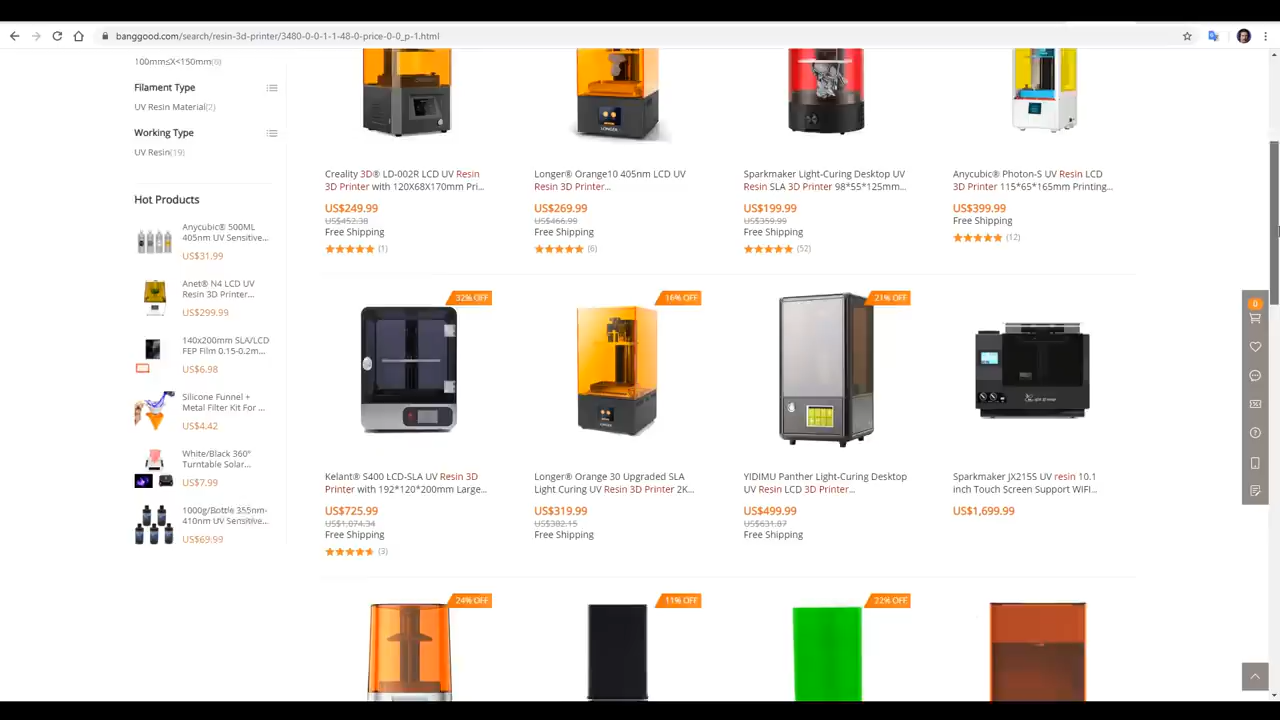 banggood.com/search/resin-3d-printer/3480-0-0-1-1-48-0-price-0-0_p-1.html
100mm≤X<150mm(6)
Filament Type
UV Resin Material(2)
Working Type
UV Resin(19)
Hot Products
Anycubic® 500ML
405nm UV Sensitive...
US$31.99
Anet® N4 LCD UV
Resin 3D Printer...
US$299.99
140x200mm SLA/LCD
FEP Film 0.15-0.2m...
US$6.98
Silicone Funnel +
Metal Filter Kit For ...
US$4.42
White/Black 360°
Turntable Solar...
US$7.99
1000g/Bottle 355nm-
410nm UV Sensitive...
US$69.99
LONGER
Creality 3D® LD-002R LCD UV Resin
3D Printer with 120X68X170mm Pri...
US$249.99
US$452.38
Free Shipping
(1)
Longer® Orange10 405nm LCD UV
Resin 3D Printer...
US$269.99
US$466.99
Free Shipping
(6)
Sparkmaker Light-Curing Desktop UV
Resin SLA 3D Printer 98*55*125mm...
US$199.99
US$359.99
Free Shipping
(52)
Anycubic® Photon-S UV Resin LCD
3D Printer 115*65*165mm Printing...
US$399.99
Free Shipping
(12)
32% OFF
16% OFF
21% OFF
Kelant® S400 LCD-SLA UV Resin 3D
Printer with 192*120*200mm Large...
US$725.99
US$1,074.34
Free Shipping
(3)
Longer® Orange 30 Upgraded SLA
Light Curing UV Resin 3D Printer 2K...
US$319.99
US$382.15
Free Shipping
YIDIMU Panther Light-Curing Desktop
UV Resin LCD 3D Printer...
US$499.99
US$631.87
Free Shipping
Sparkmaker JX215S UV resin 10.1
inch Touch Screen Support WIFI...
US$1,699.99
24% OFF
11% OFF
22% OFF
0